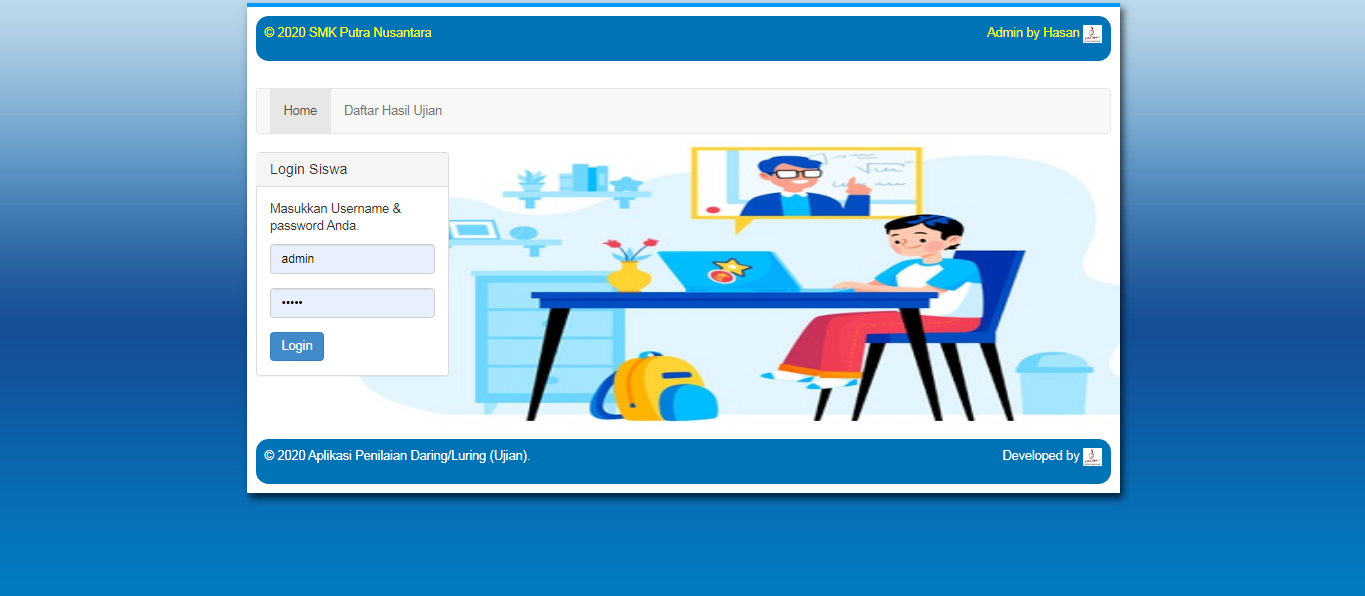 © 2020 SMK Putra Nusantara
Admin by Hasan
Home
Daftar Hasil Ujian
Login Siswa
Masukkan Username &
password Anda.
admin
•••••
Login
© 2020 Aplikasi Penilaian Daring/Luring (Ujian).
Developed by